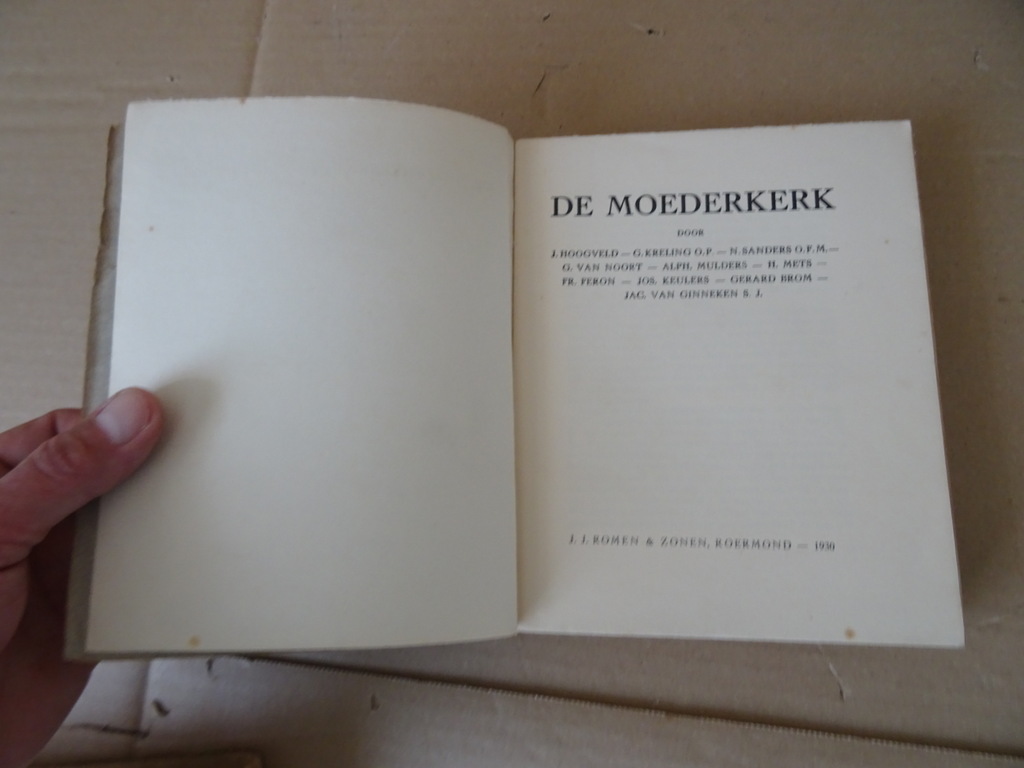 DE MOEDERKERK
DOOR
J. HOOGVELD — G. KRELING O.P. — N. SANDERS O.F.M. —
G. VAN NOORT — ALPH. MULDERS — H. METS —
FR. FERON — JOS. KEULERS — GERARD BROM —
JAC. VAN GINNEKEN S. J.
J. J. ROMEN & ZONEN, ROERMOND — 1930